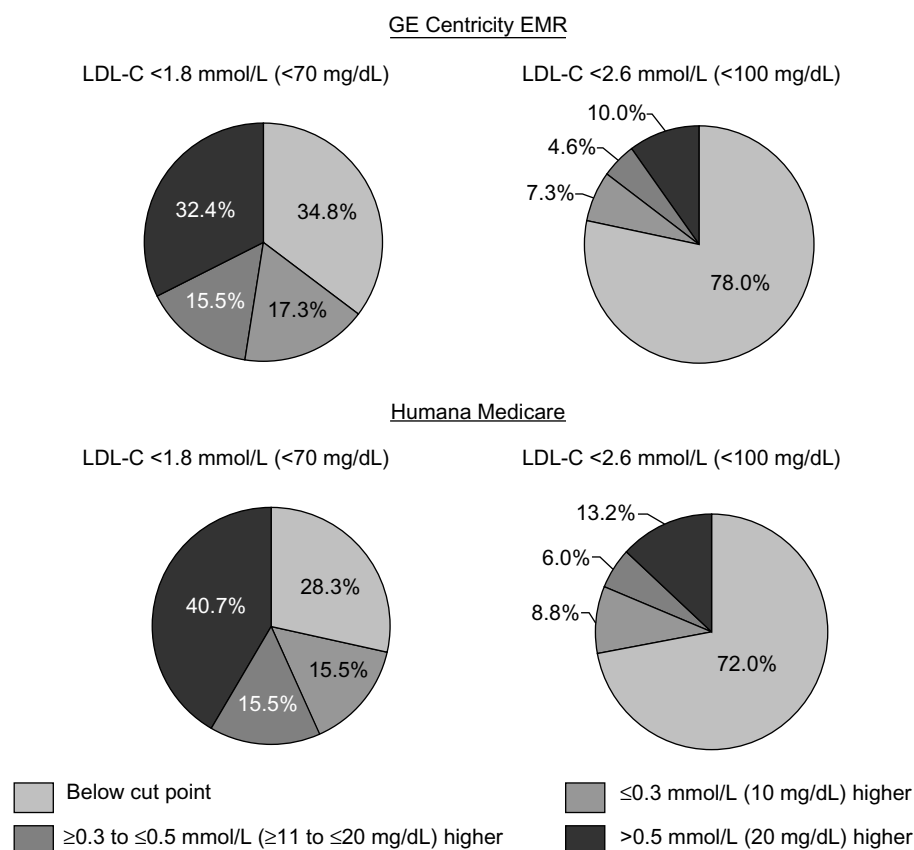 GE Centricity EMR
LDL-C <1.8 mmol/L (<70 mg/dL)
LDL-C <2.6 mmol/L (<100 mg/dL)
10.0%
4.6%
7.3%
32.4%
34.8%
15.5%
17.3%
78.0%
Humana Medicare
LDL-C <1.8 mmol/L (<70 mg/dL)
LDL-C <2.6 mmol/L (<100 mg/dL)
13.2%
6.0%
8.8%
28.3%
40.7%
15.5%
15.5%
72.0%
Below cut point
≤0.3 mmol/L (10 mg/dL) higher
≥0.3 to ≤0.5 mmol/L (≥11 to ≤20 mg/dL) higher
>0.5 mmol/L (20 mg/dL) higher